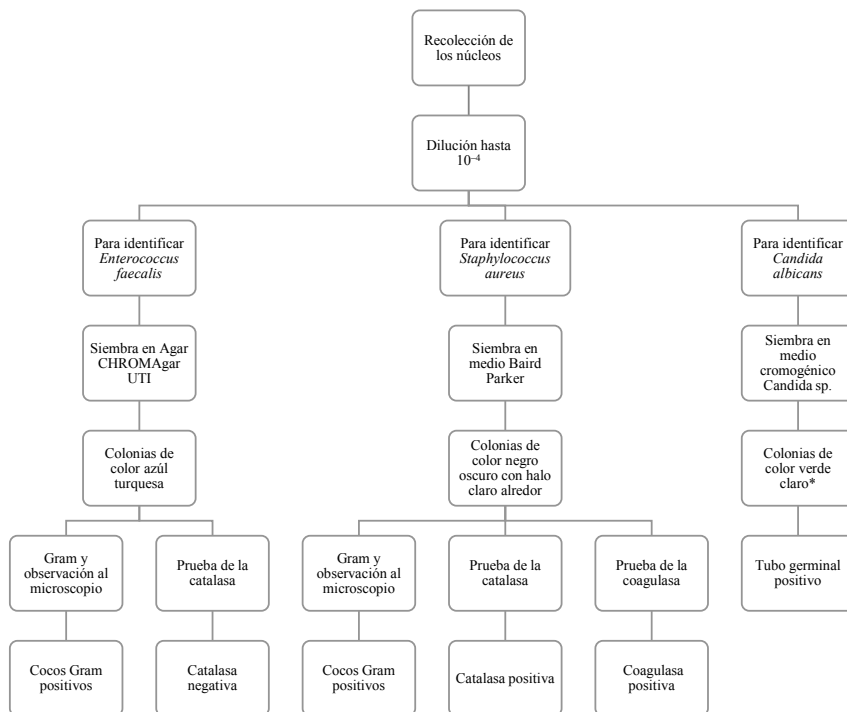 Recolección de
los núcleos
Dilución hasta
10⁻⁴
Para identificar
Enterococcus
faecalis
Para identificar
Staphylococcus
aureus
Para identificar
Candida
albicans
Siembra en Agar
CHROMAgar
UTI
Siembra en
medio Baird
Parker
Siembra en
medio
cromogénico
Candida sp.
Colonias de
color azúl
turquesa
Colonias de
color negro
oscuro con halo
claro alredor
Colonias de
color verde
claro*
Gram y
observación al
microscopio
Prueba de la
catalasa
Gram y
observación al
microscopio
Prueba de la
catalasa
Prueba de la
coagulasa
Tubo germinal
positivo
Cocos Gram
positivos
Catalasa
negativa
Cocos Gram
positivos
Catalasa positiva
Coagulasa
positiva